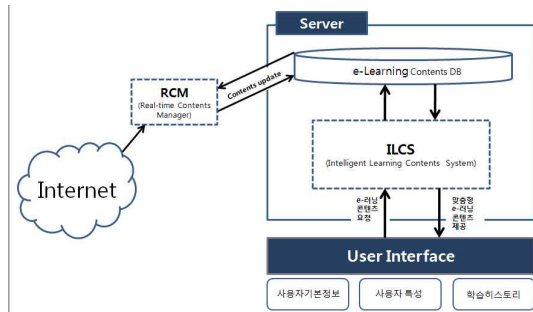 Server
e-Learning Contents DB
Contents update
RCM
(Real-time Contents
Manager)
ILCS
(Intelligent Learning Contents System)
Internet
e-러닝
콘텐츠
요청
맞춤형
e-러닝
콘텐츠
제공
User Interface
사용자기본정보
사용자 특성
학습히스토리